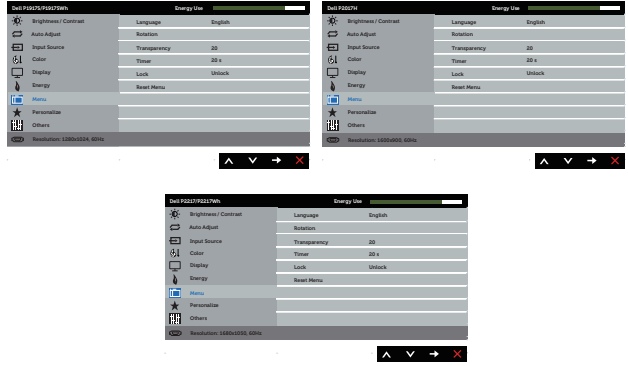 Dell P1917S/P1917SWh Energy Use
Brightness / Contrast Language English
Auto Adjust Rotation
Input Source Transparency 20
Color Timer 20 s
Display Lock Unlock
Energy Reset Menu
Menu
Personalize
Others
Resolution: 1280x1024, 60Hz
Dell P2017H Energy Use
Brightness / Contrast Language English
Auto Adjust Rotation
Input Source Transparency 20
Color Timer 20 s
Display Lock Unlock
Energy Reset Menu
Menu
Personalize
Others
Resolution: 1600x900, 60Hz
Dell P2217/P2217Wh Energy Use
Brightness / Contrast Language English
Auto Adjust Rotation
Input Source Transparency 20
Color Timer 20 s
Display Lock Unlock
Energy Reset Menu
Menu
Personalize
Others
Resolution: 1680x1050, 60Hz